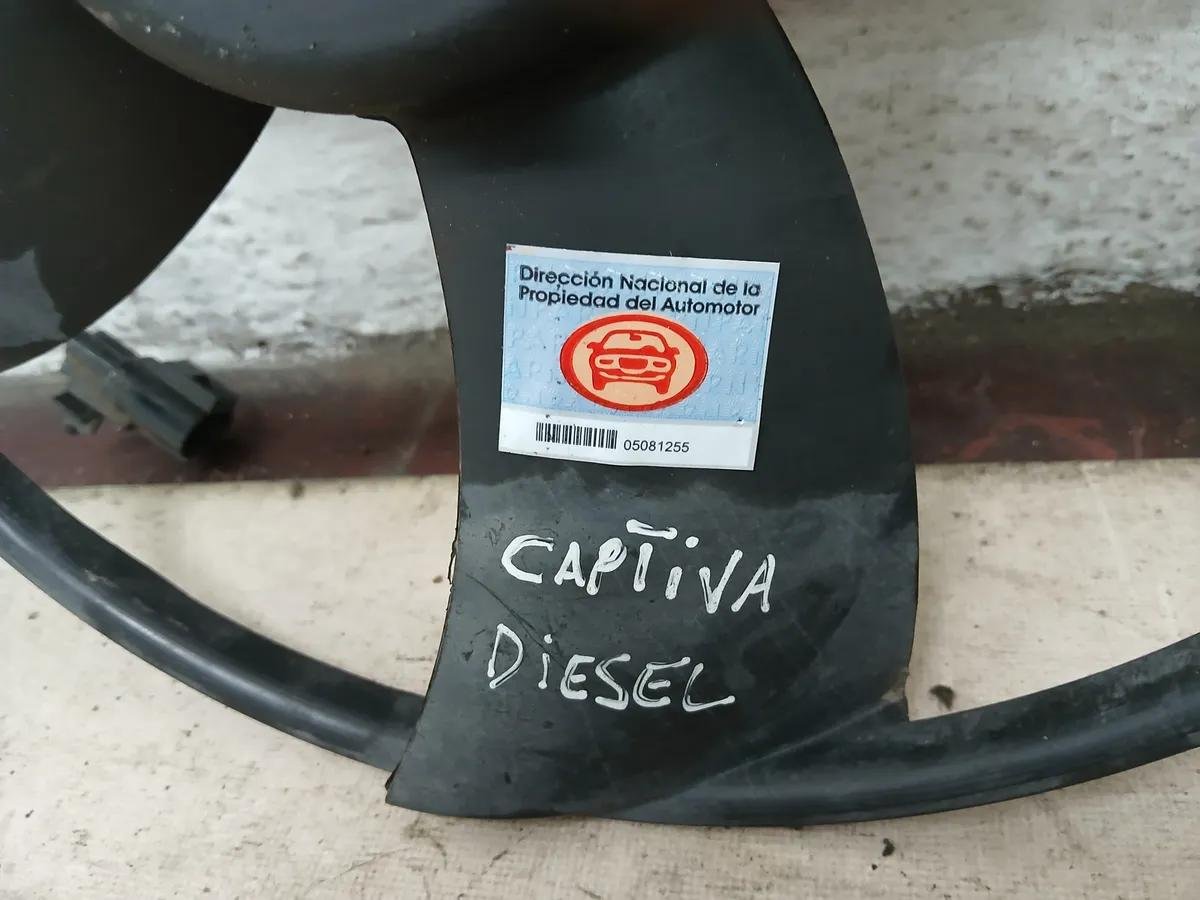 Dirección Nacional de la
Propiedad del Automotor
05081255
CAPTiVA
DiESEL